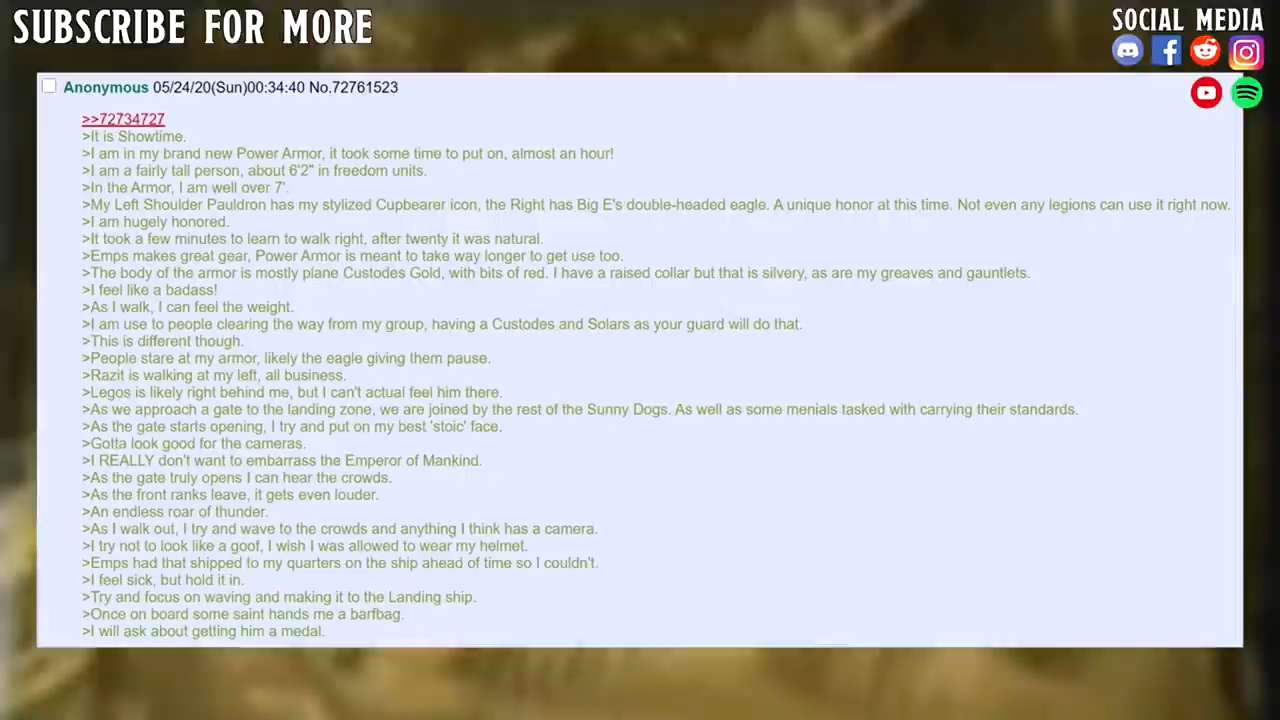 SUBSCRIBE FOR MORE
SOCIAL MEDIA
Anonymous 05/24/20(Sun)00:34:40 No.72761523
>>72734727
>It is Showtime.
>I am in my brand new Power Armor, it took some time to put on, almost an hour!
>I am a fairly tall person, about 6'2" in freedom units.
>In the Armor, I am well over 7'.
>My Left Shoulder Pauldron has my stylized Cupbearer icon, the Right has Big E's double-headed eagle. A unique honor at this time. Not even any legions can use it right now.
>I am hugely honored.
>It took a few minutes to learn to walk right, after twenty it was natural.
>Emps makes great gear, Power Armor is meant to take way longer to get use too.
>The body of the armor is mostly plane Custodes Gold, with bits of red. I have a raised collar but that is silvery, as are my greaves and gauntlets.
>I feel like a badass!
>As I walk, I can feel the weight.
>I am use to people clearing the way from my group, having a Custodes and Solars as your guard will do that.
>This is different though.
>People stare at my armor, likely the eagle giving them pause.
>Razit is walking at my left, all business.
>Legos is likely right behind me, but I can't actual feel him there.
>As we approach a gate to the landing zone, we are joined by the rest of the Sunny Dogs. As well as some menials tasked with carrying their standards.
>As the gate starts opening, I try and put on my best 'stoic' face.
>Gotta look good for the cameras.
>I REALLY don't want to embarrass the Emperor of Mankind.
>As the gate truly opens I can hear the crowds.
>As the front ranks leave, it gets even louder.
>An endless roar of thunder.
>As I walk out, I try and wave to the crowds and anything I think has a camera.
>I try not to look like a goof, I wish I was allowed to wear my helmet.
>Emps had that shipped to my quarters on the ship ahead of time so I couldn't.
>I feel sick, but hold it in.
>Try and focus on waving and making it to the Landing ship.
>Once on board some saint hands me a barfbag.
>I will ask about getting him a medal.